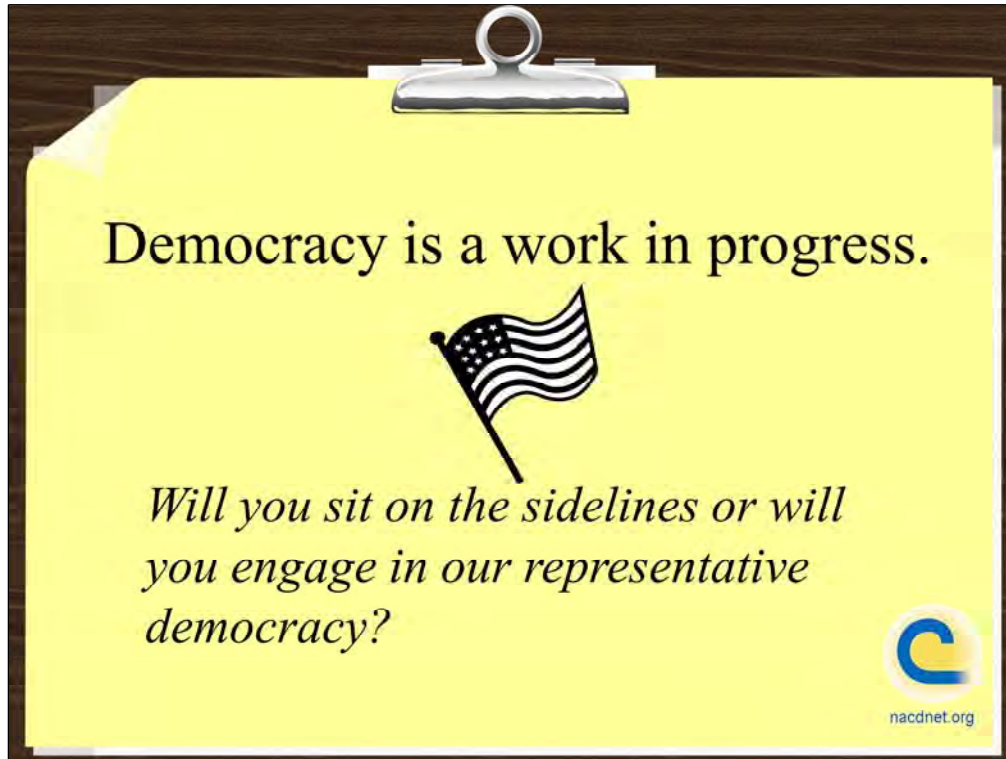 Democracy is a work in progress.
Will you sit on the sidelines or will
you engage in our representative
democracy?
nacdnet.org